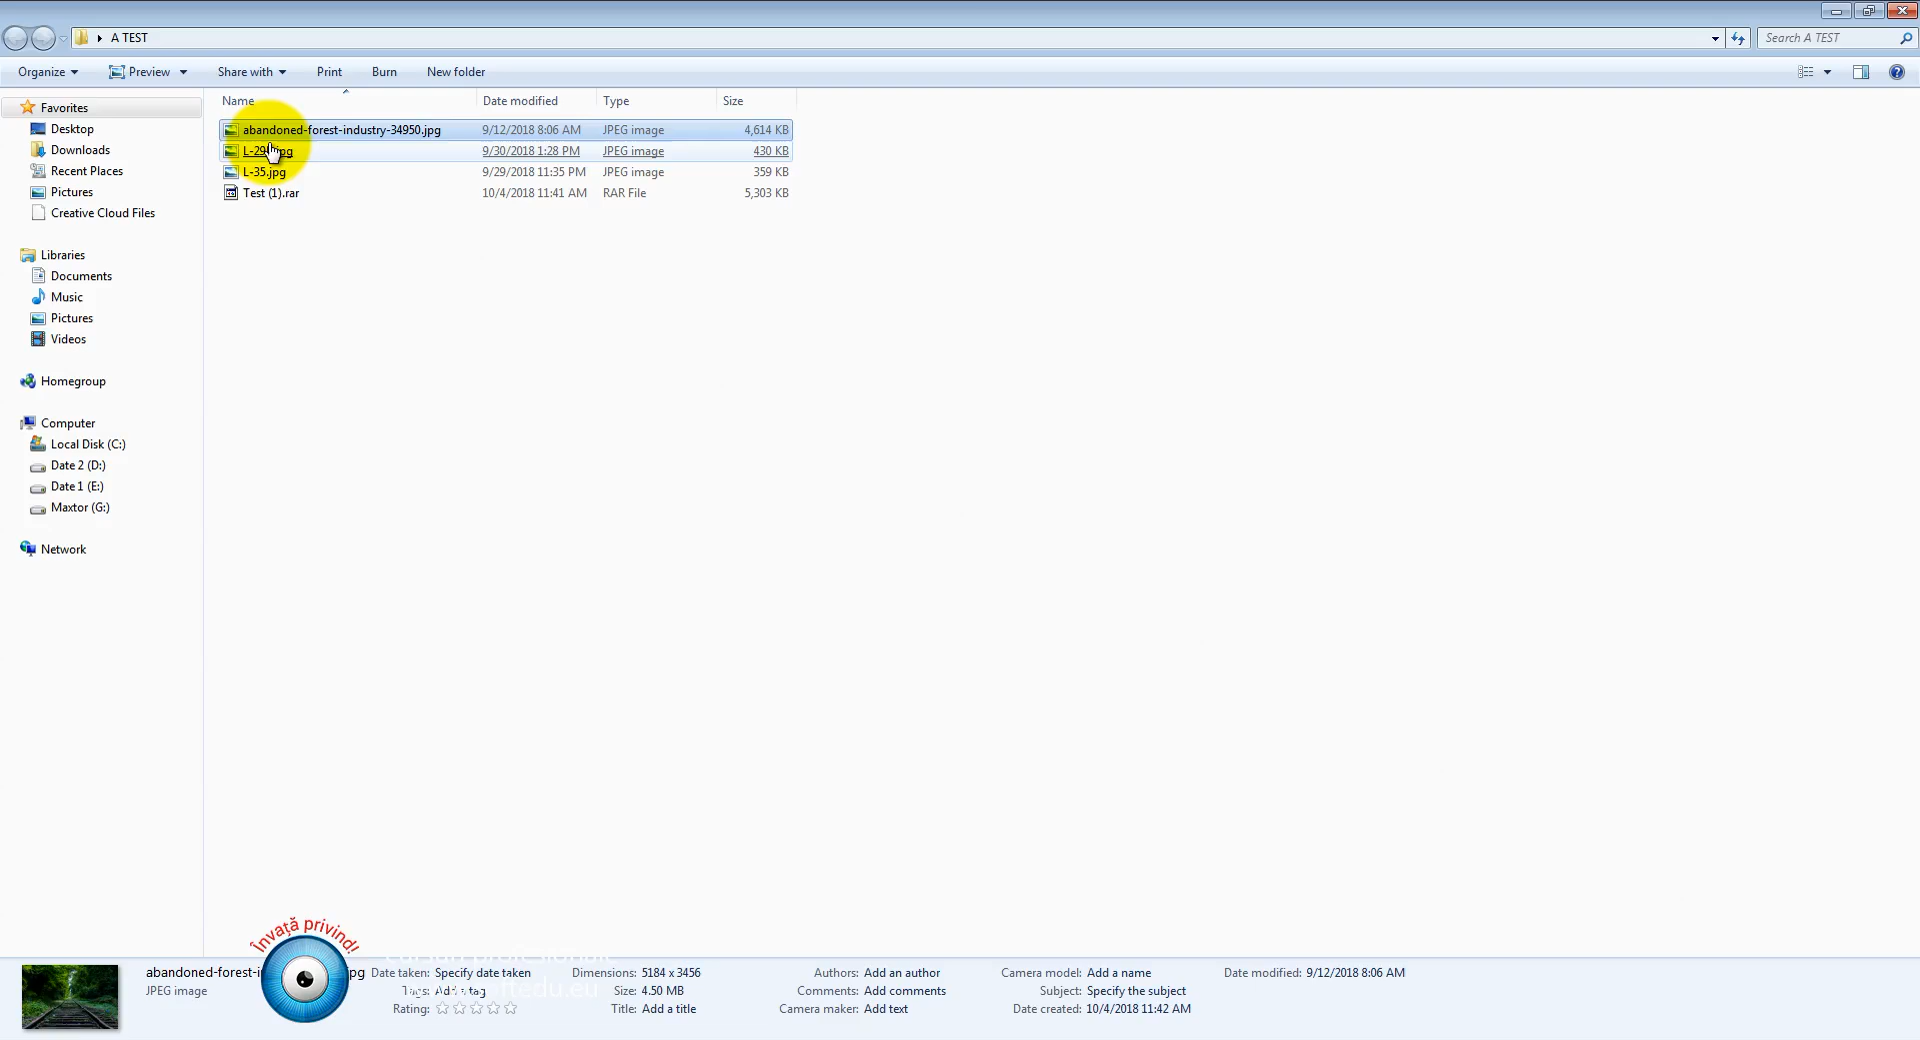 A TEST
Search A TEST
Organize Preview Share with Print Burn New folder
Name Date modified Type Size
Favorites
abandoned-forest-industry-34950.jpg 9/12/2018 8:06 AM JPEG image 4,614 KB
Desktop
9/30/2018 1:28 PM JPEG image 430 KB
Downloads
L-35.jpg 9/29/2018 11:35 PM JPEG image 359 KB
Recent Places
Test (1).rar 10/4/2018 11:41 AM RAR File 5,303 KB
Pictures
Creative Cloud Files
Libraries
Documents
Music
Pictures
Videos
Homegroup
Computer
Local Disk (C:)
Date 2 (D:)
Date 1 (E:)
Maxtor (G:)
Network
Învață privind!
Date taken: Specify date taken Dimensions: 5184 x 3456 Authors: Add an author Camera model: Add a name Date modified: 9/12/2018 8:06 AM
JPEG image Tags: Add a tag Size: 4.50 MB Comments: Add comments Subject: Specify the subject
Rating: Title: Add a title Camera maker: Add text Date created: 10/4/2018 11:42 AM